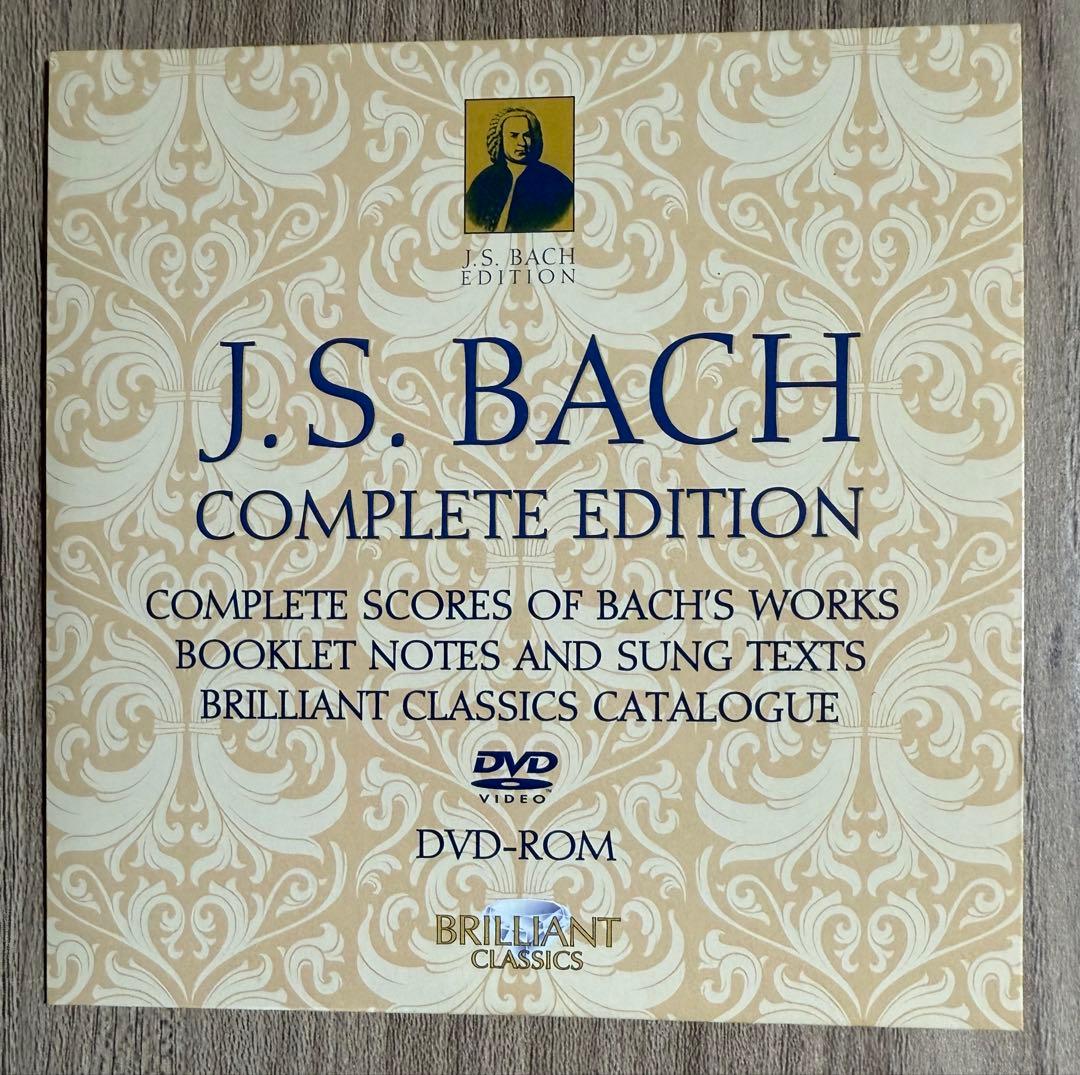 J.S. BACH
EDITION
J.S. BACH
COMPLETE EDITION
COMPLETE SCORES OF BACH'S WORKS
BOOKLET NOTES AND SUNG TEXTS
BRILLIANT CLASSICS CATALOGUE
DVD
VIDEO™
DVD-ROM
BRILLIANT
CLASSICS